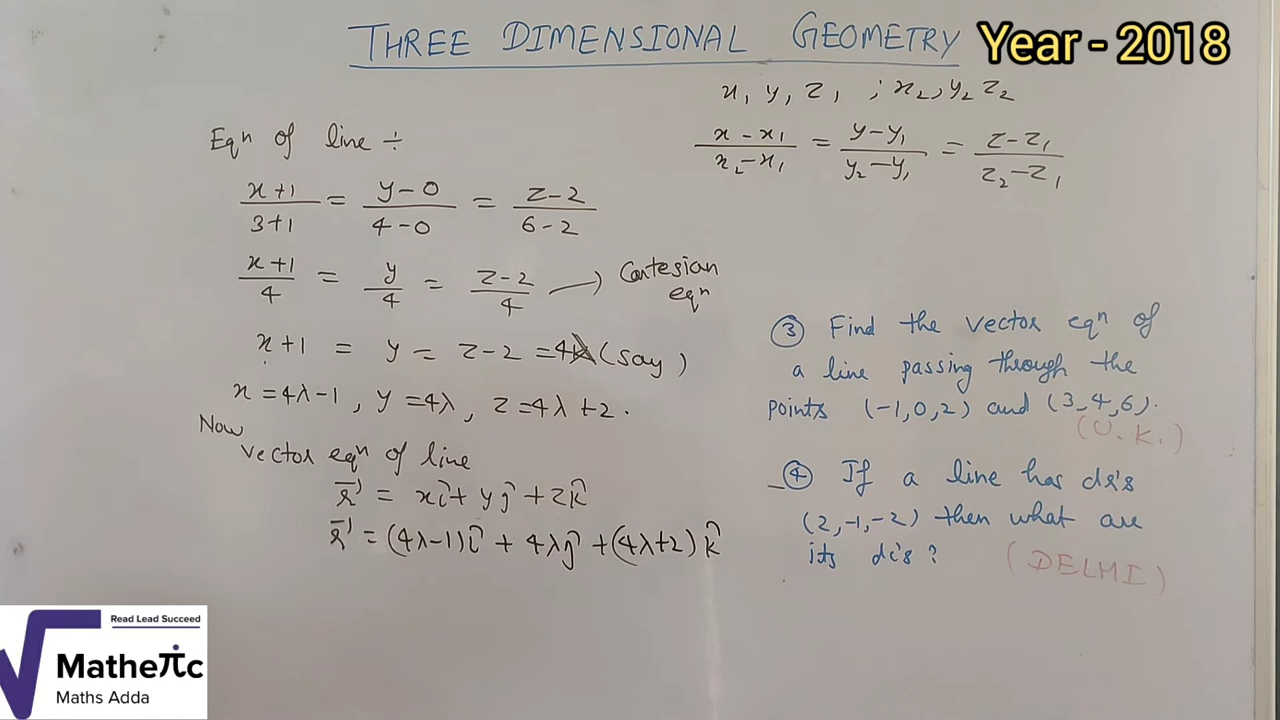 THREE DIMENSIONAL GEOMETRY
Year - 2018
x₁ y₁ z₁ ; x₂, y₂ z₂
(x - x₁)/(x₂ - x₁) = (y - y₁)/(y₂ - y₁) = (z - z₁)/(z₂ - z₁)
Eqⁿ of line ÷
(x + 1)/(3 + 1) = (y - 0)/(4 - 0) = (z - 2)/(6 - 2)
(x + 1)/4 = y/4 = (z - 2)/4 → Cartesian
eqⁿ
x + 1 = y = z - 2 = 4λ (say)
x = 4λ - 1, y = 4λ, z = 4λ + 2.
Now
vector eqⁿ of line
r⃗ = xî + yĵ + zk̂
r⃗ = (4λ - 1)î + 4λĵ + (4λ + 2)k̂
③ Find the vector eqⁿ of
a line passing through the
points (-1, 0, 2) and (3, 4, 6).
(U.K.)
④ If a line has dr's
(2, -1, -2) then what are
its dc's?
(DELHI)
Read Lead Succeed
Matheπc
Maths Adda